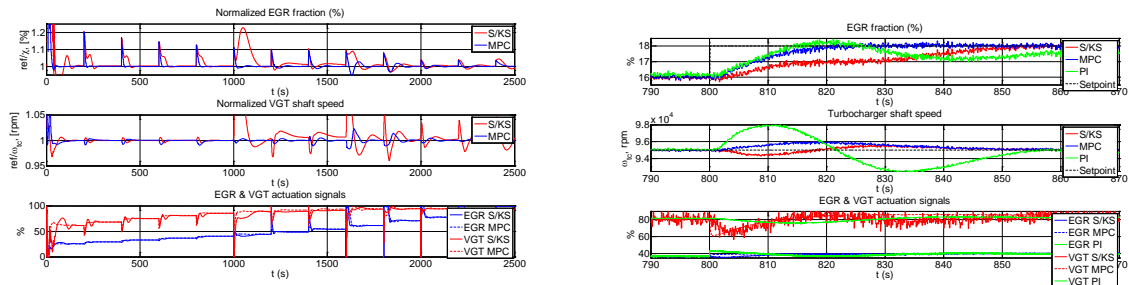 Normalized EGR fraction (%)
ref/χ, [%]
1.2
1.1
1
0 500 1000 1500 2000 2500
t (s)
S/KS
MPC
Normalized VGT shaft speed
ref/ω_tc) [rpm]
1.05
1
0.95
0 500 1000 1500 2000 2500
t (s)
S/KS
MPC
EGR & VGT actuation signals
%
100
50
0
0 500 1000 1500 2000 2500
t (s)
EGR S/KS
EGR MPC
VGT S/KS
VGT MPC
EGR fraction (%)
%
18
17
16
790 800 810 820 830 840 850 860
t (s)
S/KS
MPC
PI
Setpoint
Turbocharger shaft speed
x 10^4
ω_tc) rpm
9.8
9.6
9.4
790 800 810 820 830 840 850 860
t (s)
S/KS
MPC
PI
Setpoint
EGR & VGT actuation signals
%
80
60
40
790 800 810 820 830 840 850 860
t (s)
EGR S/KS
EGR MPC
EGR PI
VGT S/KS
VGT MPC
VGT PI